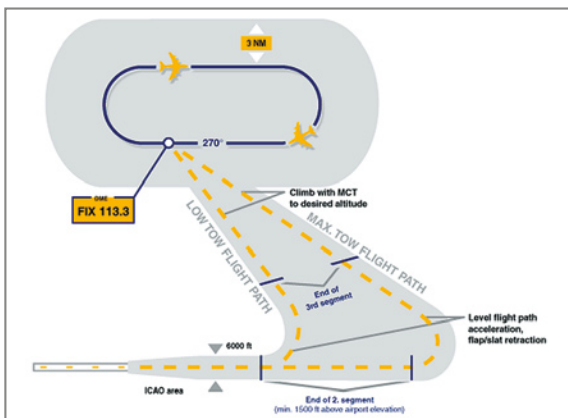 3 NM
270°
DME
FIX 113.3
Climb with MCT
to desired altitude
LOW TOW FLIGHT PATH
MAX. TOW FLIGHT PATH
End of
3rd segment
Level flight path
acceleration,
flap/slat retraction
6000 ft
ICAO area
End of 2. segment
(min. 1500 ft above airport elevation)